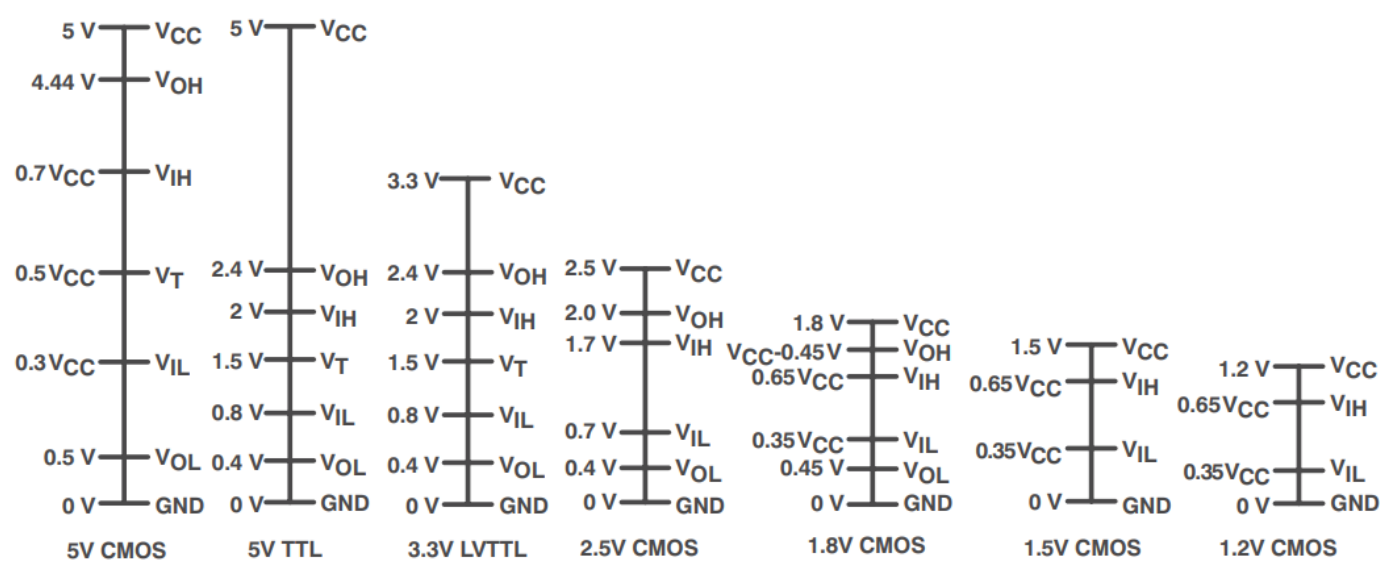 5 V VCC
4.44 V VOH
0.7VCC VIH
0.5VCC VT
0.3VCC VIL
0.5 V VOL
0 V GND
5V CMOS
5 V VCC
2.4 V VOH
2 V VIH
1.5 V VT
0.8 V VIL
0.4 V VOL
0 V GND
5V TTL
3.3 V VCC
2.4 V VOH
2 V VIH
1.5 V VT
0.8 V VIL
0.4 V VOL
0 V GND
3.3V LVTTL
2.5 V VCC
2.0 V VOH
1.7 V VIH
0.7 V VIL
0.4 V VOL
0 V GND
2.5V CMOS
1.8 V VCC
VCC-0.45V VOH
0.65VCC VIH
0.35VCC VIL
0.45 V VOL
0 V GND
1.8V CMOS
1.5 V VCC
0.65VCC VIH
0.35VCC VIL
0 V GND
1.5V CMOS
1.2 V VCC
0.65VCC VIH
0.35VCC VIL
0 V GND
1.2V CMOS